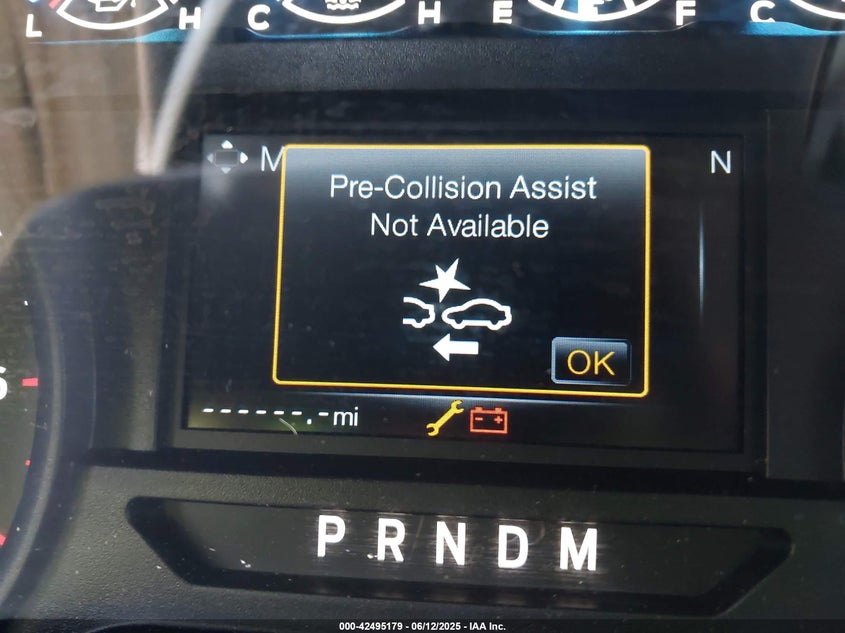 L H C H E F C
M N
Pre-Collision Assist
Not Available
OK
------.-mi
P R N D M
000-42495179 - 06/12/2025 - IAA Inc.